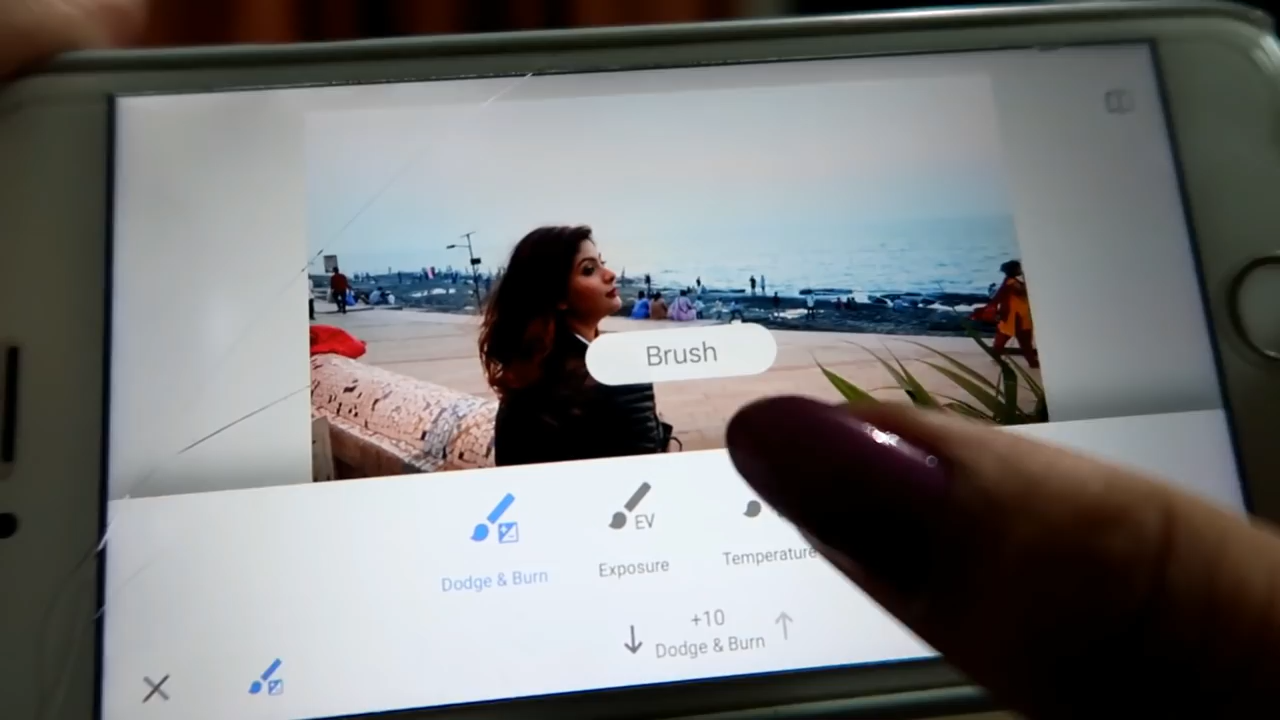 Brush
EV
Dodge & Burn
Exposure
Temperature
+10
Dodge & Burn